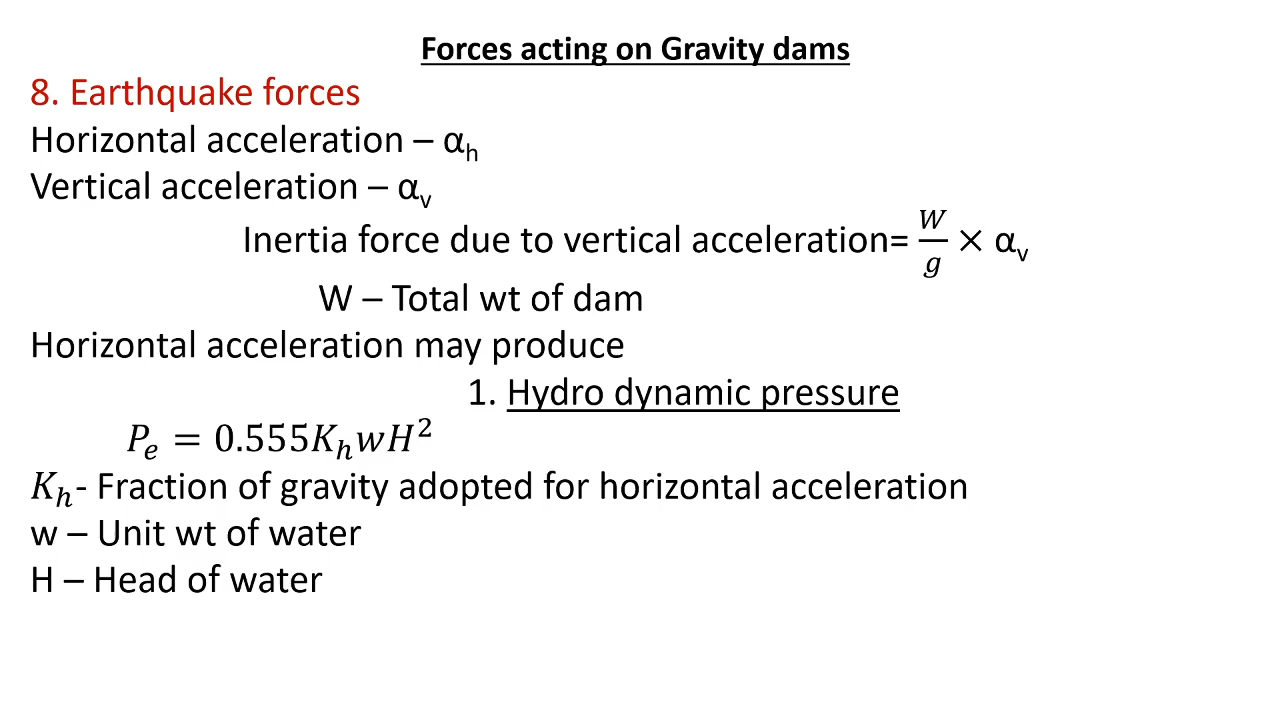 Forces acting on Gravity dams
8. Earthquake forces
Horizontal acceleration – αₕ
Vertical acceleration – αᵥ
Inertia force due to vertical acceleration= W/g × αᵥ
W – Total wt of dam
Horizontal acceleration may produce
1. Hydro dynamic pressure
Pₑ = 0.555KₕwH²
Kₕ- Fraction of gravity adopted for horizontal acceleration
w – Unit wt of water
H – Head of water